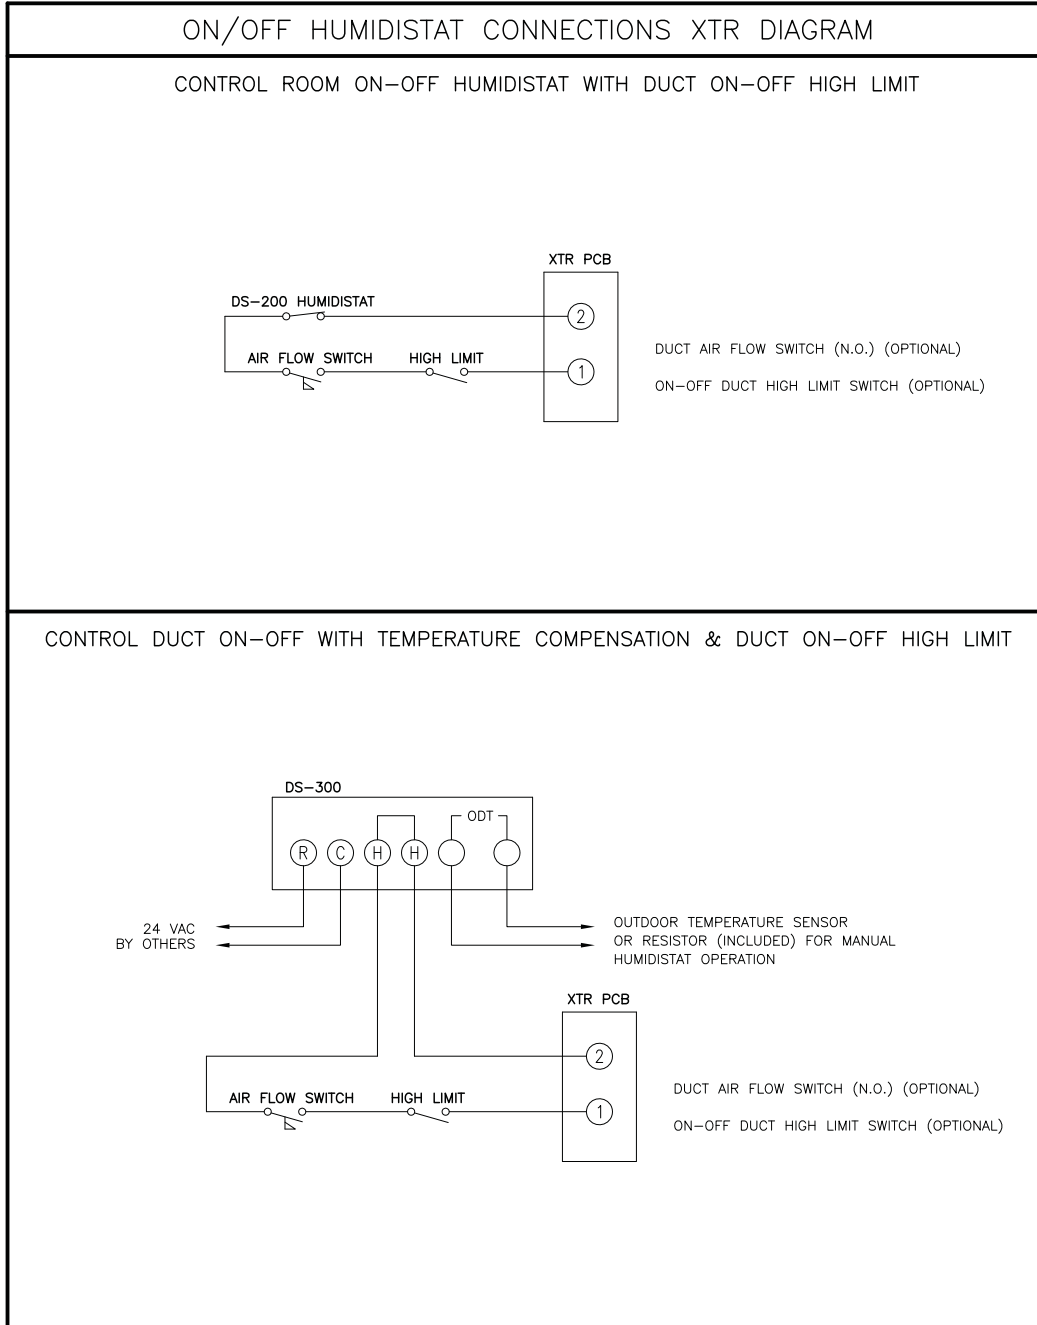 ON/OFF HUMIDISTAT CONNECTIONS XTR DIAGRAM
CONTROL ROOM ON-OFF HUMIDISTAT WITH DUCT ON-OFF HIGH LIMIT
XTR PCB
DS-200 HUMIDISTAT
2
AIR FLOW SWITCH
HIGH LIMIT
1
DUCT AIR FLOW SWITCH (N.O.) (OPTIONAL)
ON-OFF DUCT HIGH LIMIT SWITCH (OPTIONAL)
CONTROL DUCT ON-OFF WITH TEMPERATURE COMPENSATION & DUCT ON-OFF HIGH LIMIT
DS-300
ODT
R C H H
24 VAC
BY OTHERS
OUTDOOR TEMPERATURE SENSOR
OR RESISTOR (INCLUDED) FOR MANUAL
HUMIDISTAT OPERATION
XTR PCB
2
AIR FLOW SWITCH
HIGH LIMIT
1
DUCT AIR FLOW SWITCH (N.O.) (OPTIONAL)
ON-OFF DUCT HIGH LIMIT SWITCH (OPTIONAL)